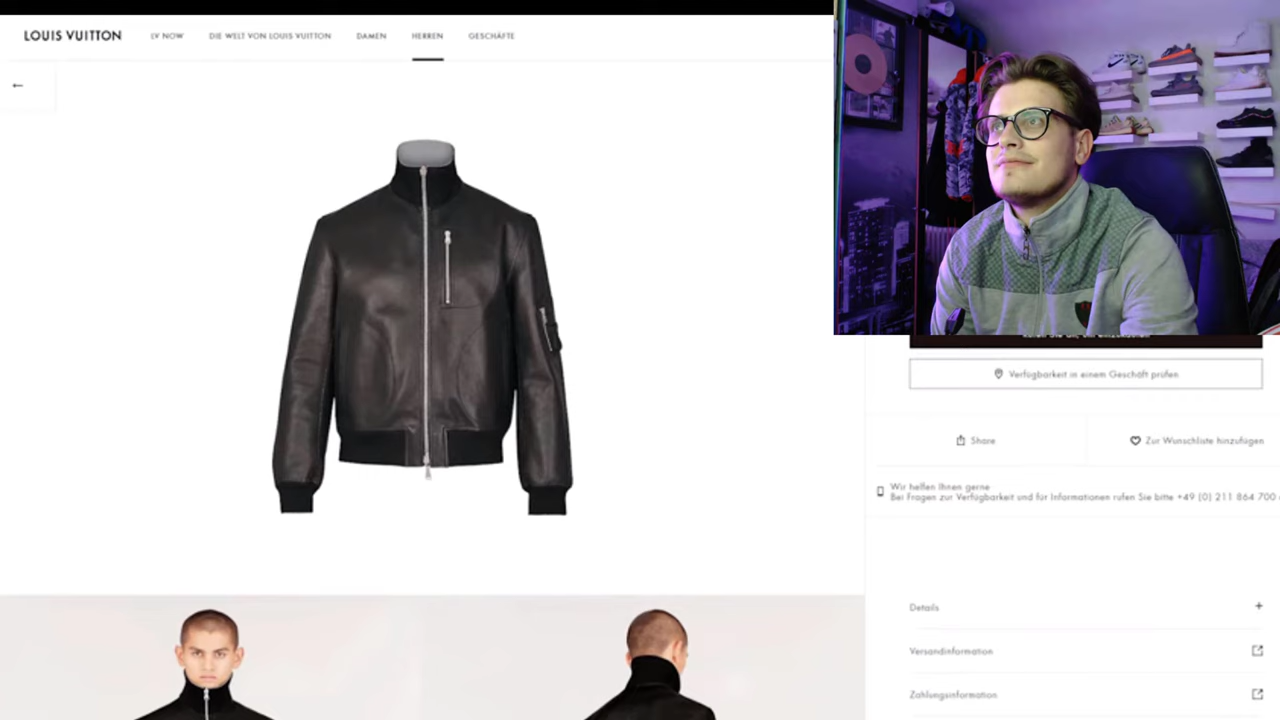 LOUIS VUITTON
LV NOW
DIE WELT VON LOUIS VUITTON
DAMEN
HERREN
GESCHÄFTE
Verfügbarkeit in einem Geschäft prüfen
Share
Zur Wunschliste hinzufügen
Wir helfen Ihnen gerne
Bei Fragen zur Verfügbarkeit und für Informationen rufen Sie bitte +49 (0) 211 864 700
Details
Versandinformation
Zahlungsinformation